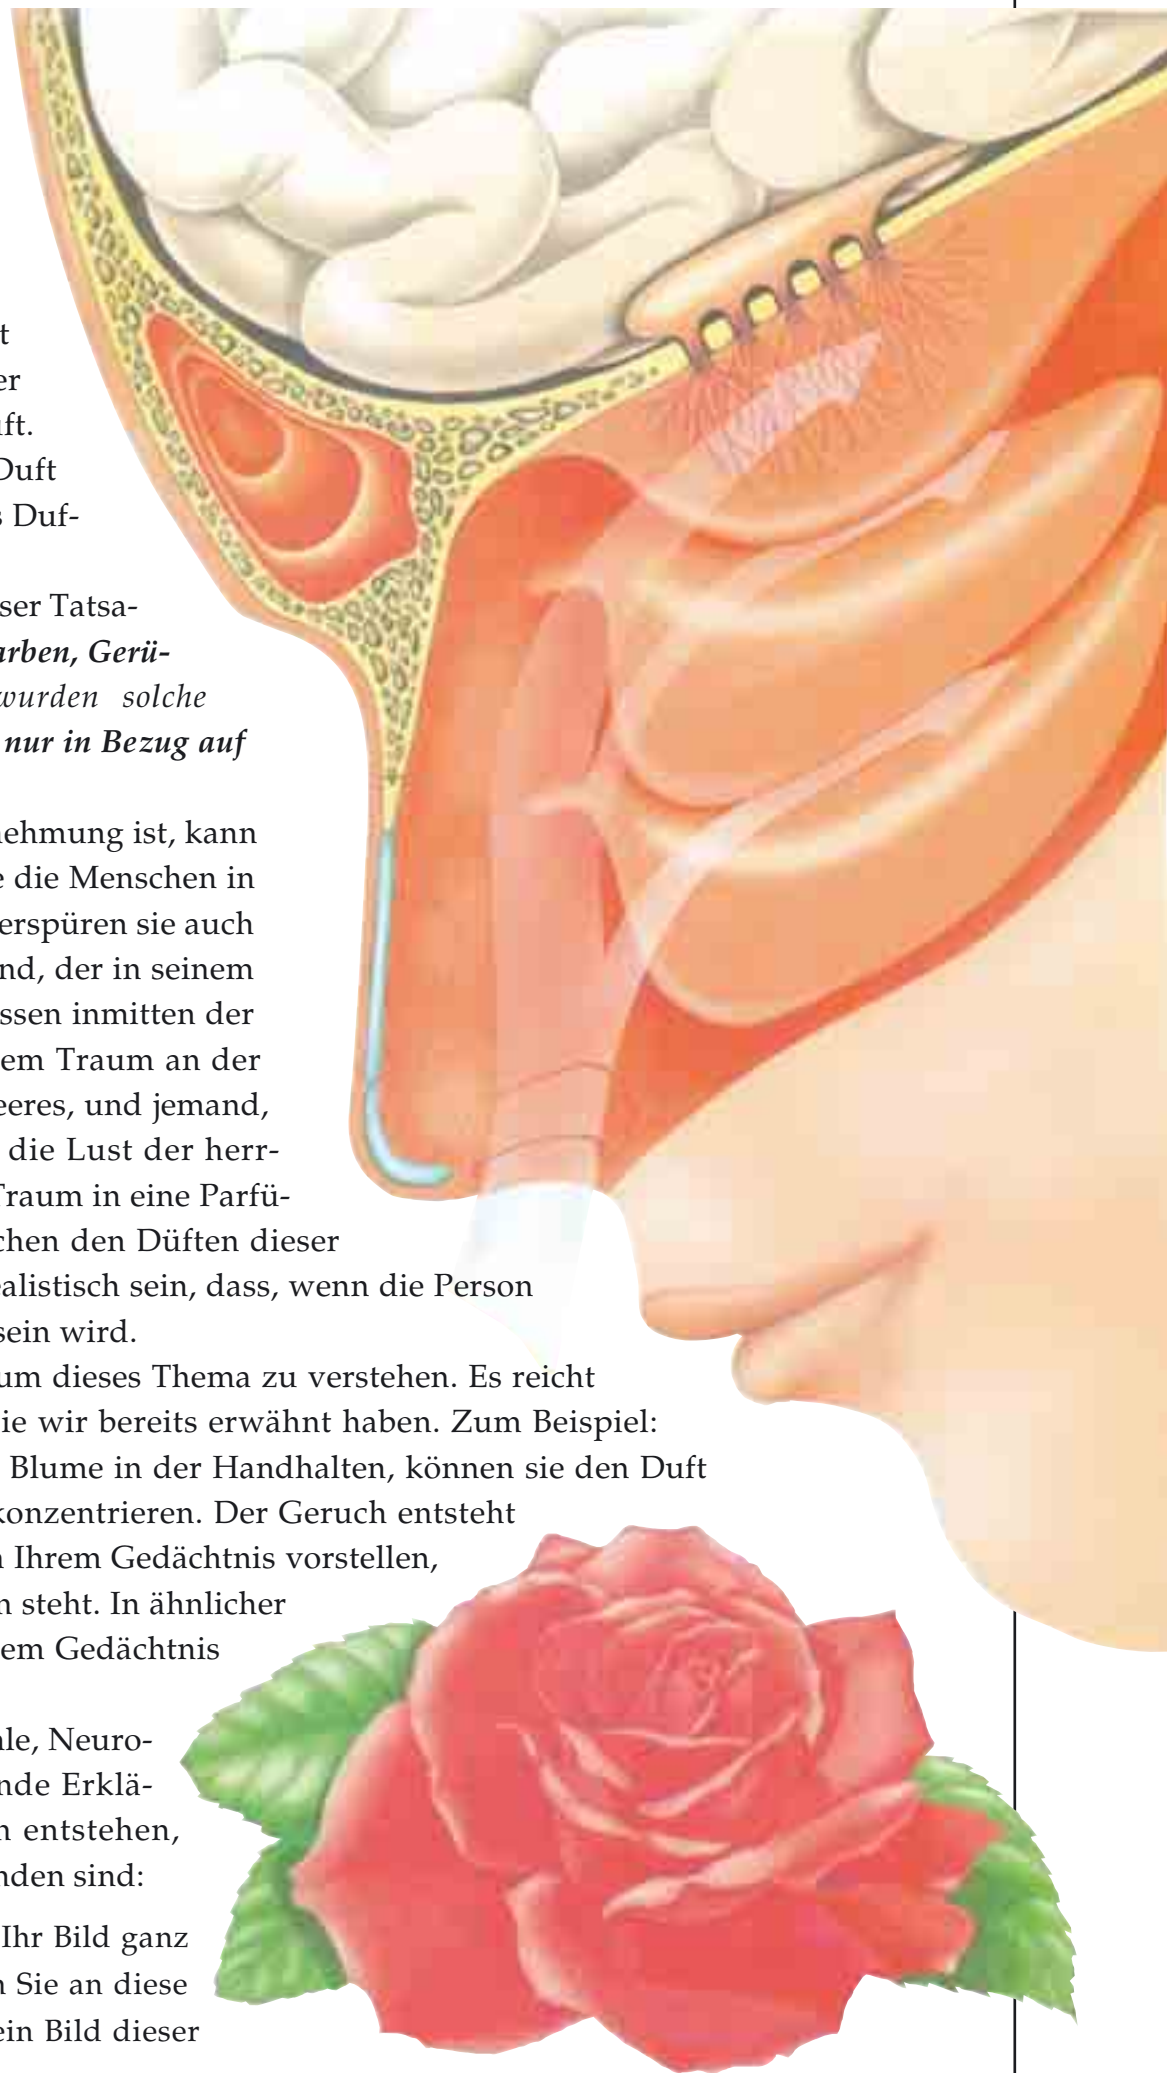 t
er
ft.
Duft
s Duf-
ser Tatsa-
arben, Gerü-
wurden solche
nur in Bezug auf
nehmung ist, kann
e die Menschen in
erspüren sie auch
nd, der in seinem
ssen inmitten der
em Traum an der
eeres, und jemand,
die Lust der herr-
Traum in eine Parfü-
chen den Düften dieser
ealistisch sein, dass, wenn die Person
sein wird.
um dieses Thema zu verstehen. Es reicht
ie wir bereits erwähnt haben. Zum Beispiel:
Blume in der Handhalten, können sie den Duft
konzentrieren. Der Geruch entsteht
n Ihrem Gedächtnis vorstellen,
n steht. In ähnlicher
em Gedächtnis
le, Neuro-
nde Erklä-
n entstehen,
nden sind:
Ihr Bild ganz
n Sie an diese
ein Bild dieser